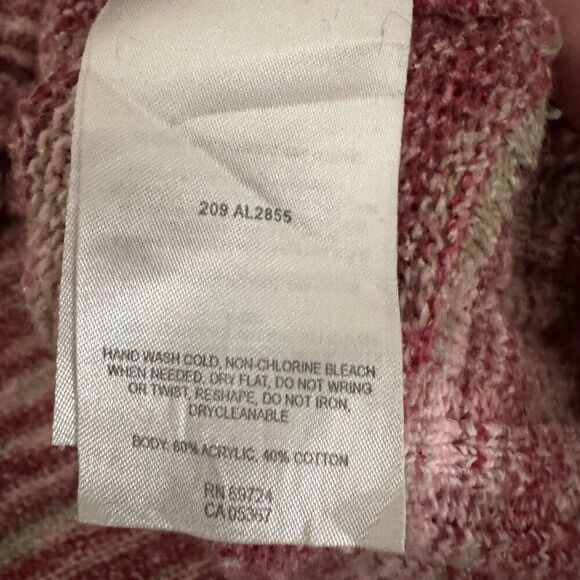 209 AL2855
HAND WASH COLD, NON-CHLORINE BLEACH
WHEN NEEDED, DRY FLAT, DO NOT WRING
OR TWIST, RESHAPE, DO NOT IRON,
DRYCLEANABLE
BODY: 60% ACRYLIC, 40% COTTON
RN 69724
CA 05367